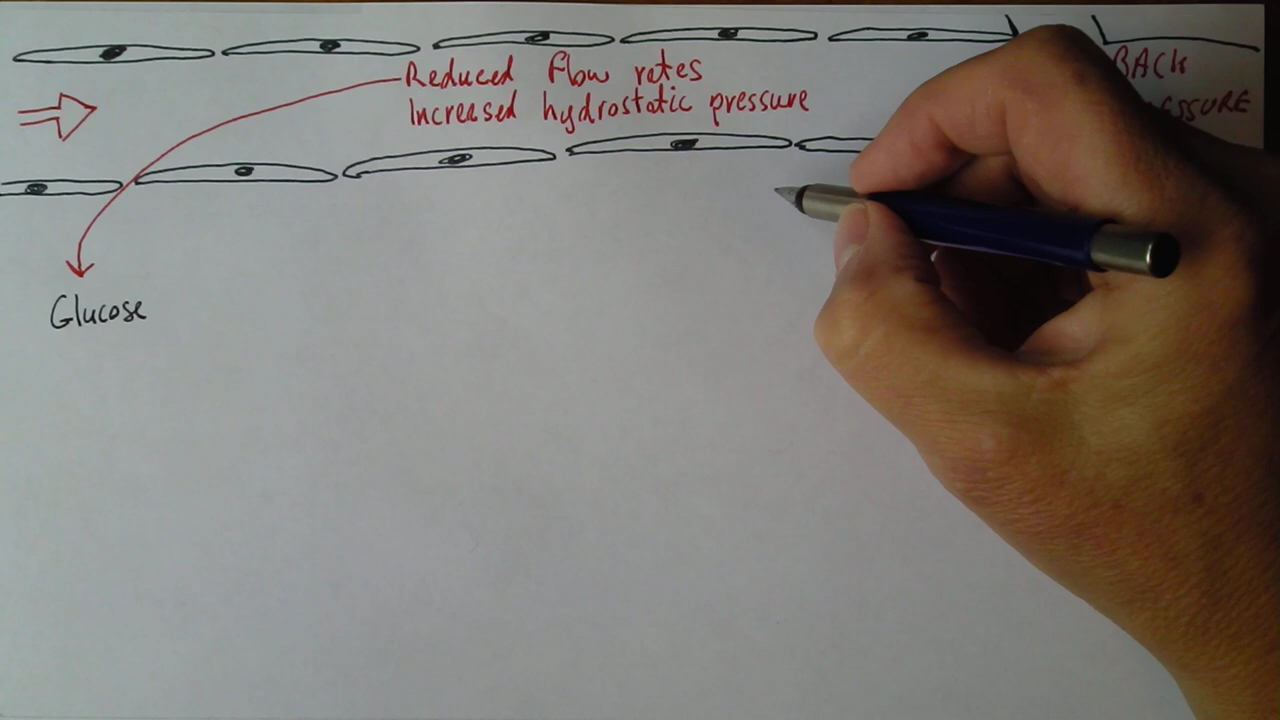 Reduced flow rates
Increased hydrostatic pressure
BACK
Glucose